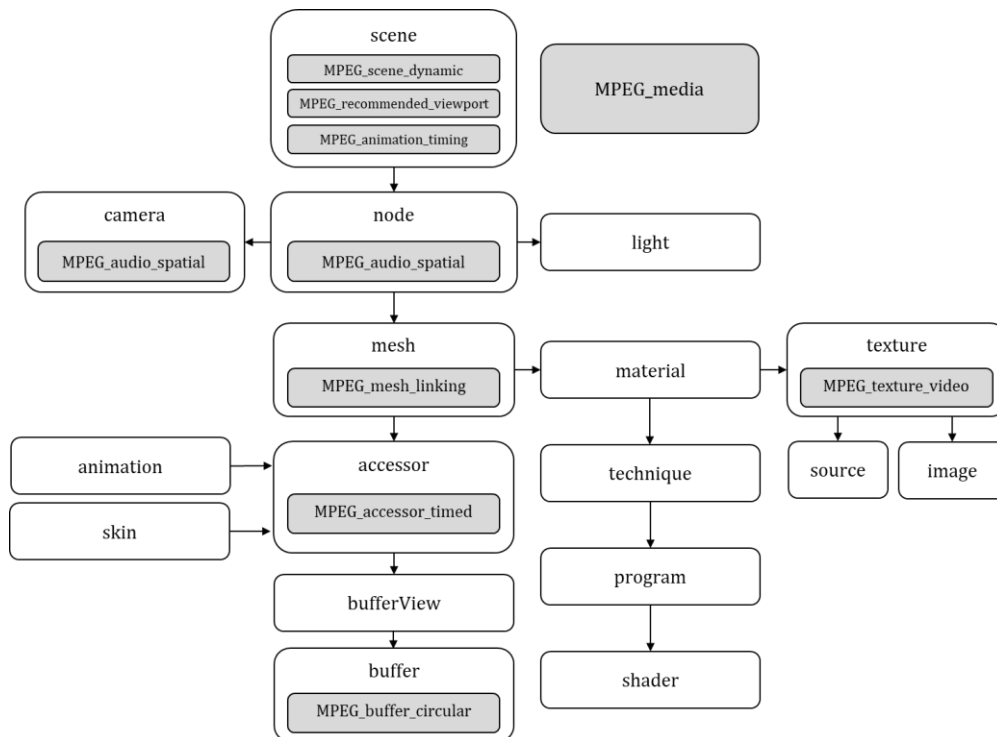 scene
MPEG_scene_dynamic
MPEG_recommended_viewport
MPEG_animation_timing
MPEG_media
camera
MPEG_audio_spatial
node
MPEG_audio_spatial
light
mesh
MPEG_mesh_linking
material
texture
MPEG_texture_video
animation
skin
accessor
MPEG_accessor_timed
technique
source
image
bufferView
program
buffer
MPEG_buffer_circular
shader